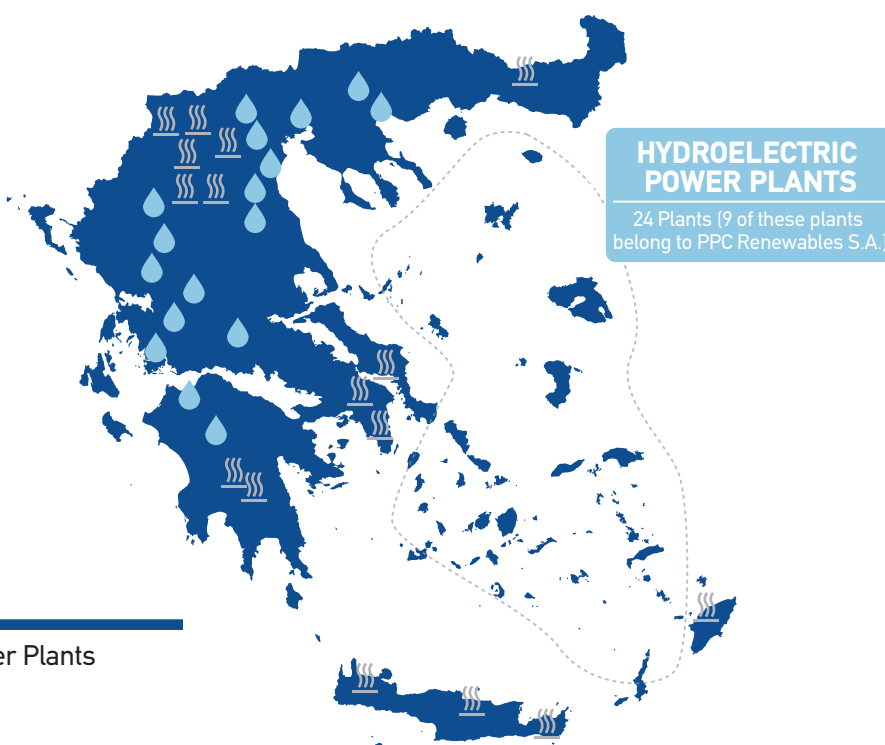 HYDROELECTRIC
POWER PLANTS
24 Plants (9 of these plants
belong to PPC Renewables S.A.)
er Plants